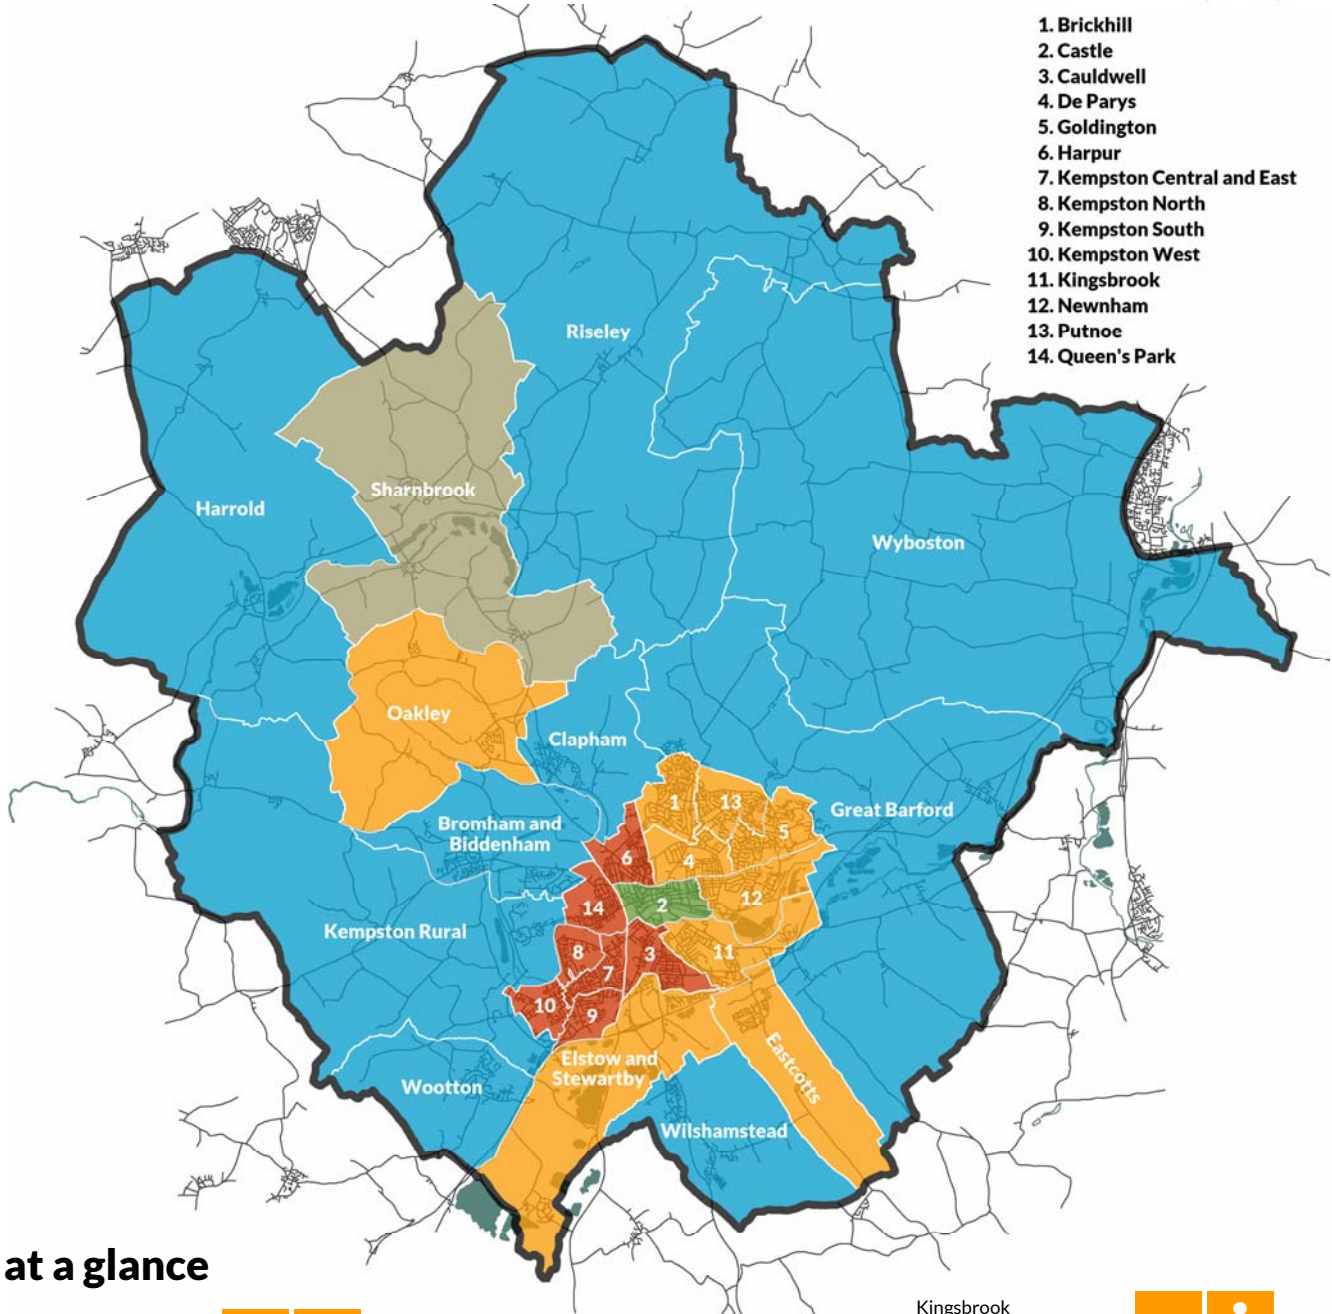 1. Brickhill
2. Castle
3. Cauldwell
4. De Parys
5. Goldington
6. Harpur
7. Kempston Central and East
8. Kempston North
9. Kempston South
10. Kempston West
11. Kingsbrook
12. Newnham
13. Putnoe
14. Queen's Park
Riseley
Sharnbrook
Harrold
Wyboston
Oakley
Clapham
1
13
Great Barford
Bromham and
Biddenham
5
6
4
12
14
2
Kempston Rural
8
3
11
7
10
9
Elstow and
Stewartby
Eastcotts
Wootton
Wilshamstead
at a glance
Kingsbrook